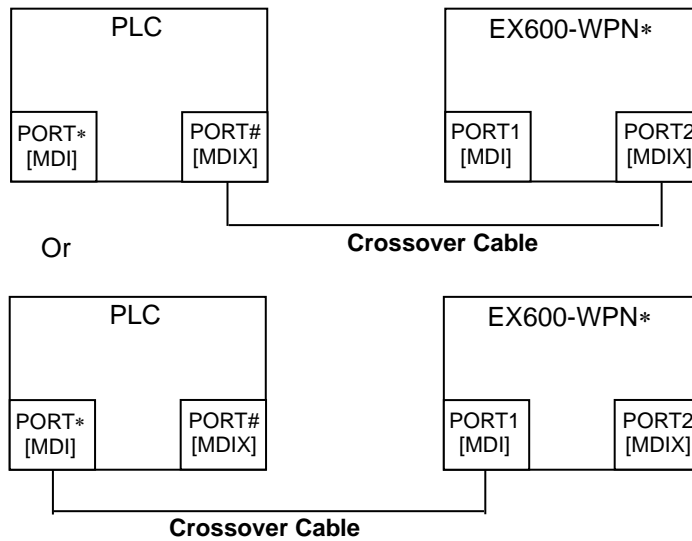 PLC
EX600-WPN*
PORT*
[MDI]
PORT#
[MDIX]
PORT1
[MDI]
PORT2
[MDIX]
Or
Crossover Cable
PLC
EX600-WPN*
PORT*
[MDI]
PORT#
[MDIX]
PORT1
[MDI]
PORT2
[MDIX]
Crossover Cable